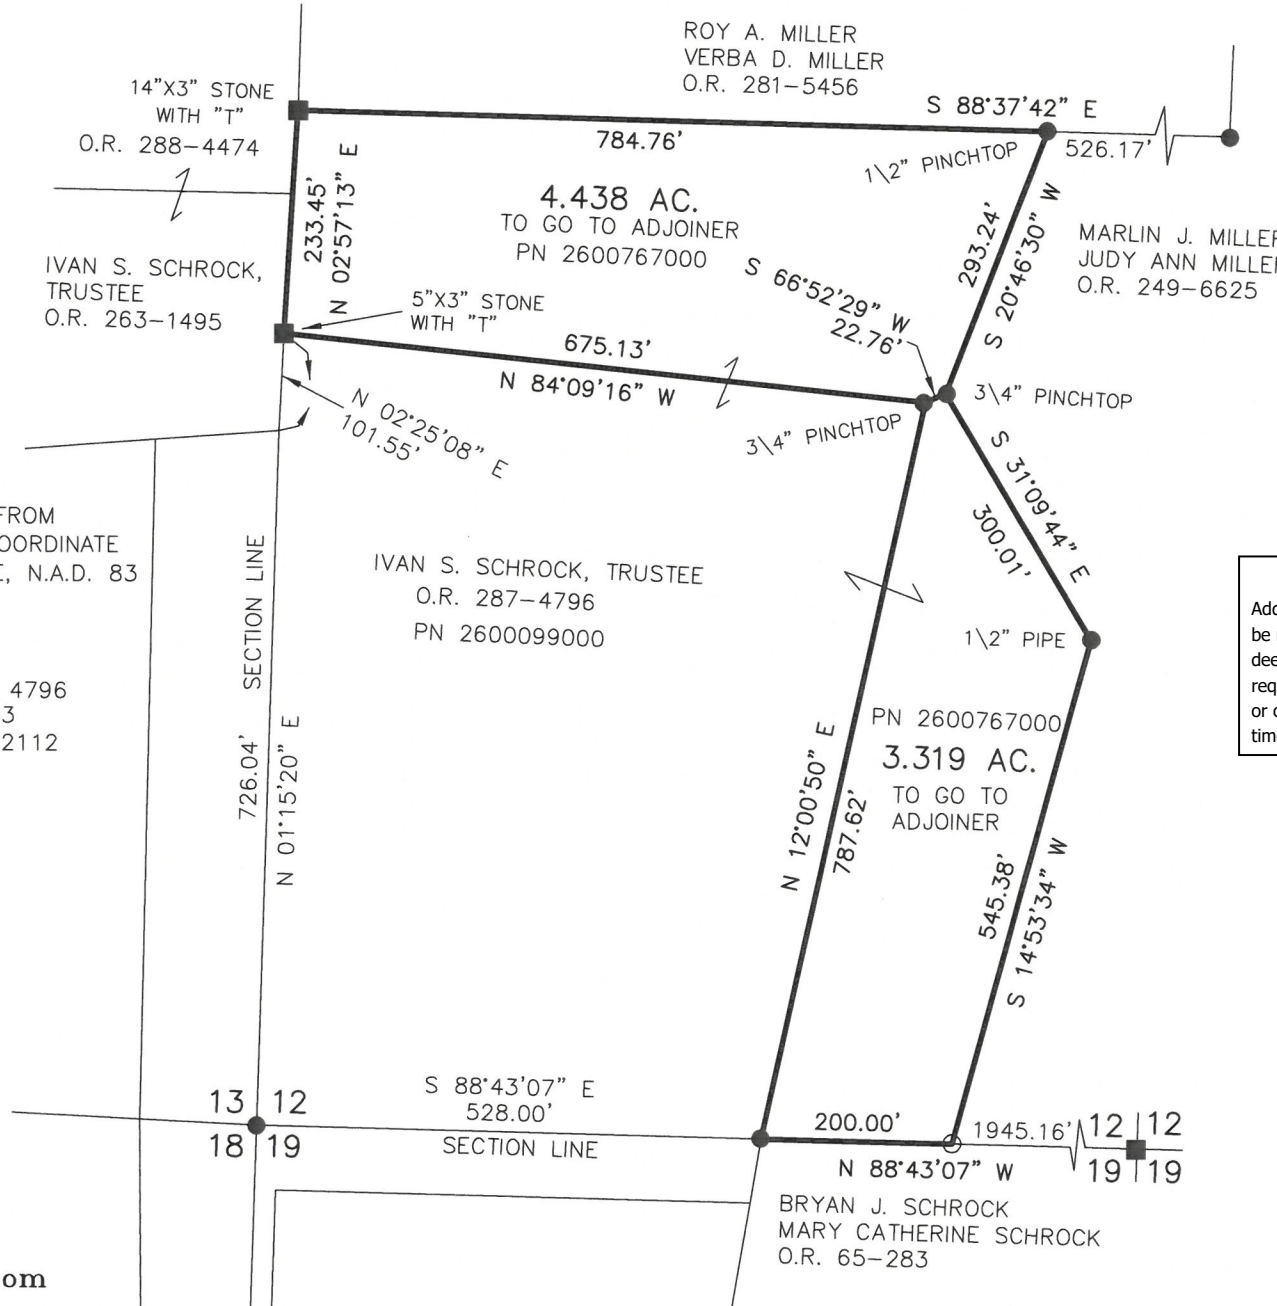 ROY A. MILLER
VERBA D. MILLER
O.R. 281-5456
14"X3" STONE
WITH "T"
O.R. 288-4474
S 88°37'42" E
784.76'
526.17'
1\2" PINCHTOP
233.45'
N 02°57'13" E
4.438 AC.
TO GO TO ADJOINER
PN 2600767000
293.24'
S 20°46'30" W
MARLIN J. MILLER
JUDY ANN MILLER
O.R. 249-6625
IVAN S. SCHROCK,
TRUSTEE
O.R. 263-1495
S 66°52'29" W
22.76'
5"X3" STONE
WITH "T"
675.13'
N 84°09'16" W
3\4" PINCHTOP
3\4" PINCHTOP
N 02°25'08" E
101.55'
S 31°09'44" E
300.01'
FROM
OORDINATE
E, N.A.D. 83
SECTION LINE
IVAN S. SCHROCK, TRUSTEE
O.R. 287-4796
PN 2600099000
1\2" PIPE
4796
3
2112
726.04'
N 01°15'20" E
N 12°00'50" E
787.62'
PN 2600767000
3.319 AC.
TO GO TO
ADJOINER
545.38'
S 14°53'34" W
Add
be
dee
req
or
tim
13 12
18 19
S 88°43'07" E
528.00'
SECTION LINE
200.00'
N 88°43'07" W
1945.16'
12 12
19 19
BRYAN J. SCHROCK
MARY CATHERINE SCHROCK
O.R. 65-283
om